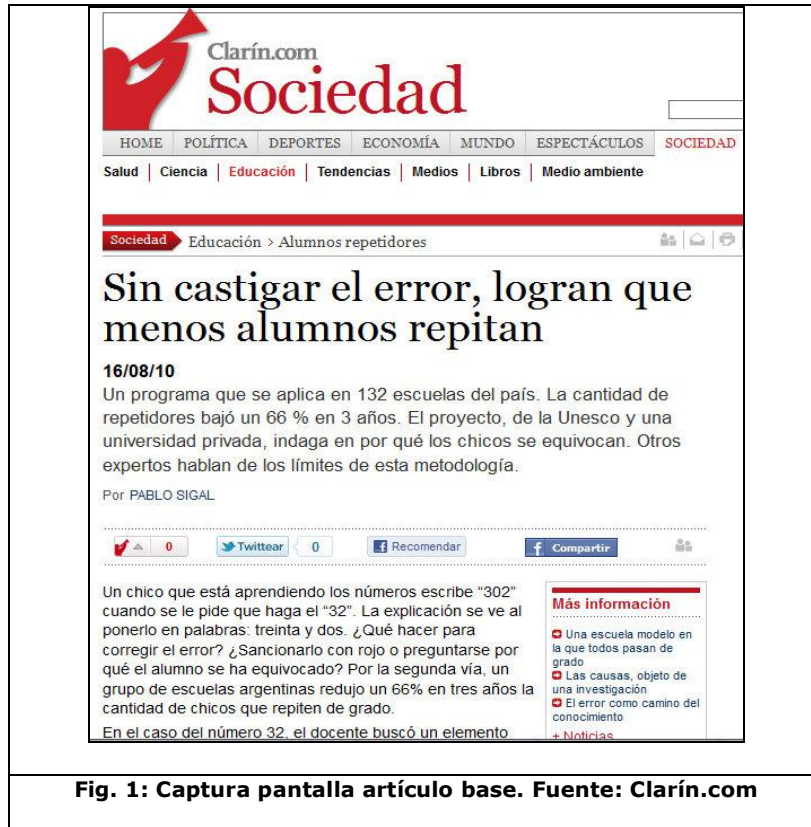 Clarín.com
Sociedad
HOME POLÍTICA DEPORTES ECONOMÍA MUNDO ESPECTÁCULOS SOCIEDAD
Salud | Ciencia | Educación | Tendencias | Medios | Libros | Medio ambiente
Sociedad Educación > Alumnos repetidores
Sin castigar el error, logran que
menos alumnos repitan
16/08/10
Un programa que se aplica en 132 escuelas del país. La cantidad de
repetidores bajó un 66 % en 3 años. El proyecto, de la Unesco y una
universidad privada, indaga en por qué los chicos se equivocan. Otros
expertos hablan de los límites de esta metodología.
Por PABLO SIGAL
0 Twittear 0 Recomendar Compartir
Un chico que está aprendiendo los números escribe “302”
cuando se le pide que haga el “32”. La explicación se ve al
ponerlo en palabras: treinta y dos. ¿Qué hacer para
corregir el error? ¿Sancionarlo con rojo o preguntarse por
qué el alumno se ha equivocado? Por la segunda vía, un
grupo de escuelas argentinas redujo un 66% en tres años la
cantidad de chicos que repiten de grado.
En el caso del número 32, el docente buscó un elemento
Más información
Una escuela modelo en
la que todos pasan de
grado
Las causas, objeto de
una investigación
El error como camino del
conocimiento
+ Noticias
Fig. 1: Captura pantalla artículo base. Fuente: Clarín.com